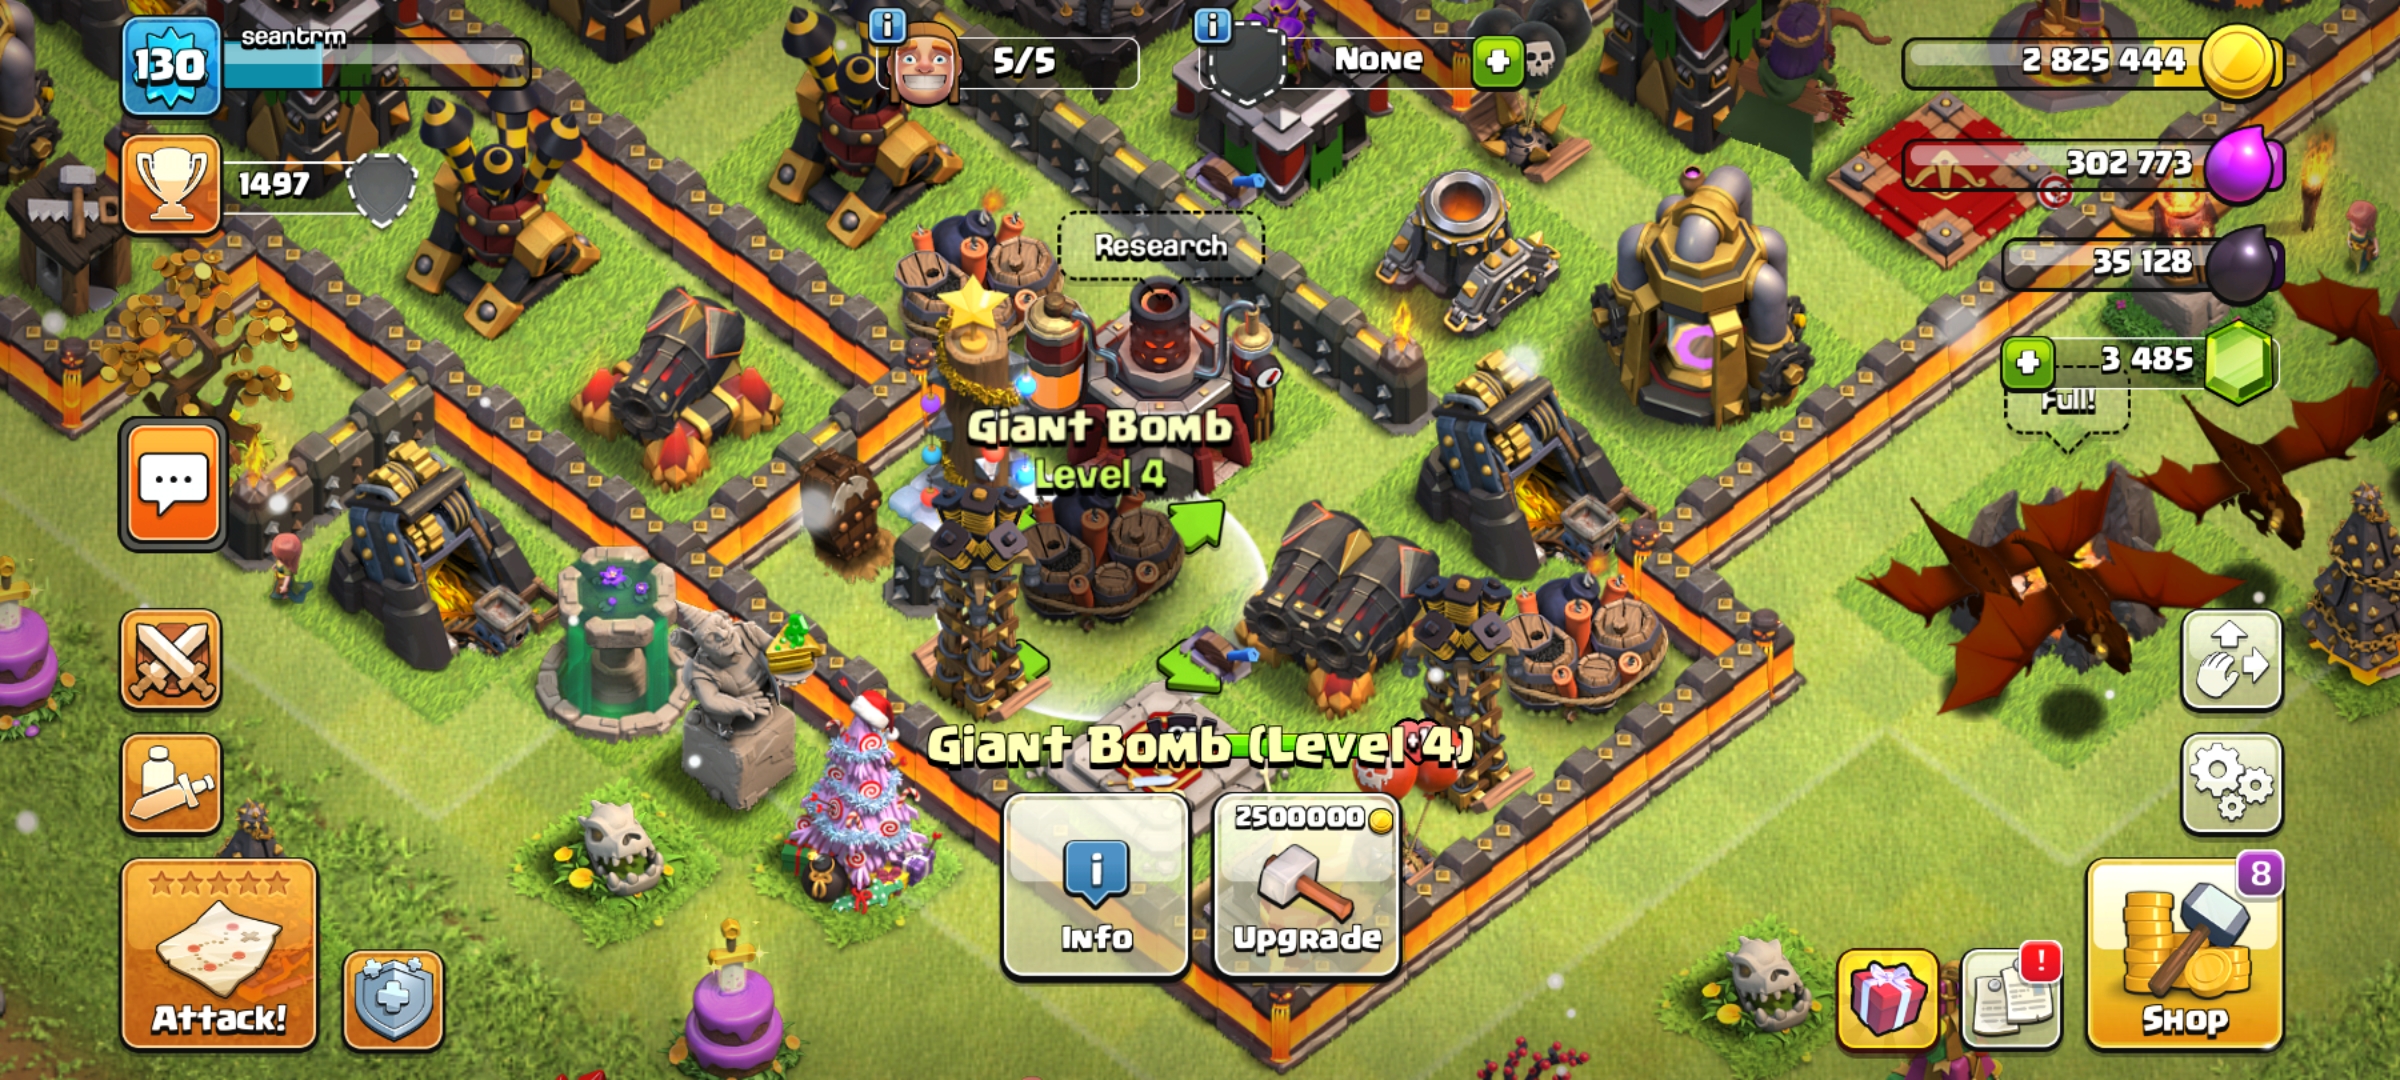 130
seantrm
5/5
None
2 825 444
1497
302 773
Research
35 128
3 485
Full!
Giant Bomb
Level 4
Giant Bomb (Level 4)
2500000
Info
Upgrade
8
!
Attack!
Shop